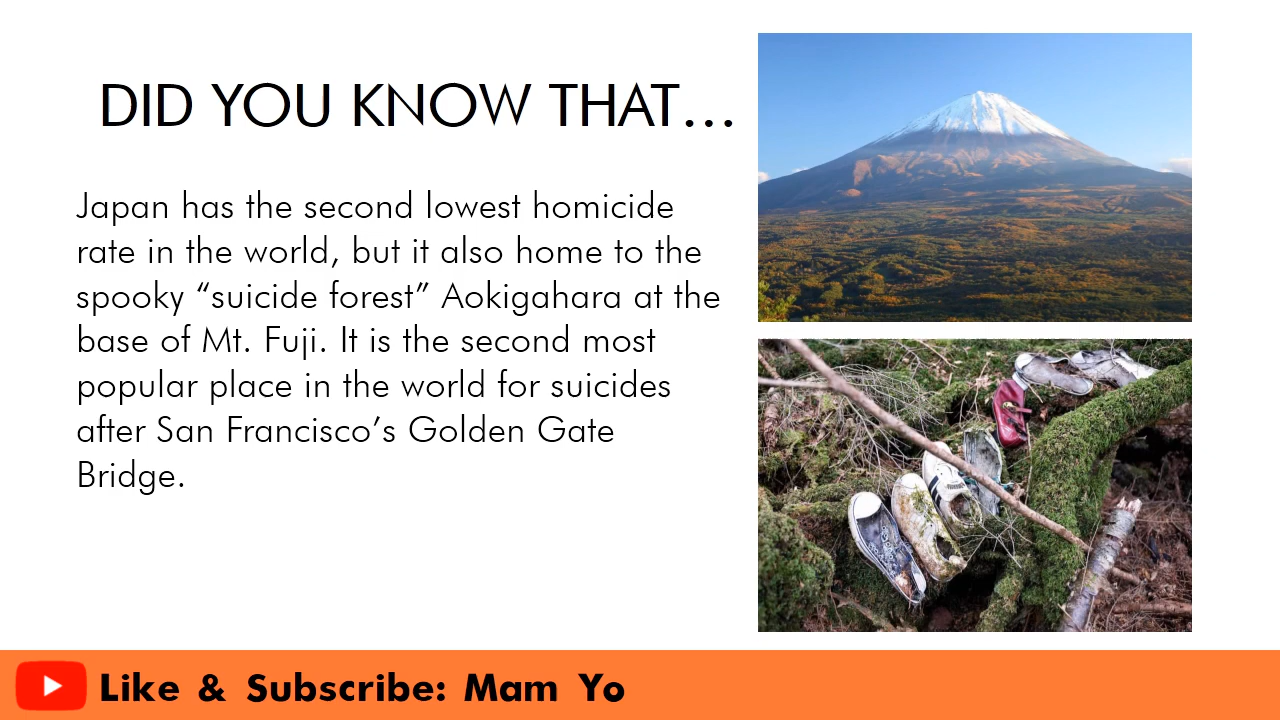 DID YOU KNOW THAT…
Japan has the second lowest homicide
rate in the world, but it also home to the
spooky “suicide forest” Aokigahara at the
base of Mt. Fuji. It is the second most
popular place in the world for suicides
after San Francisco’s Golden Gate
Bridge.
Like & Subscribe: Mam Yo